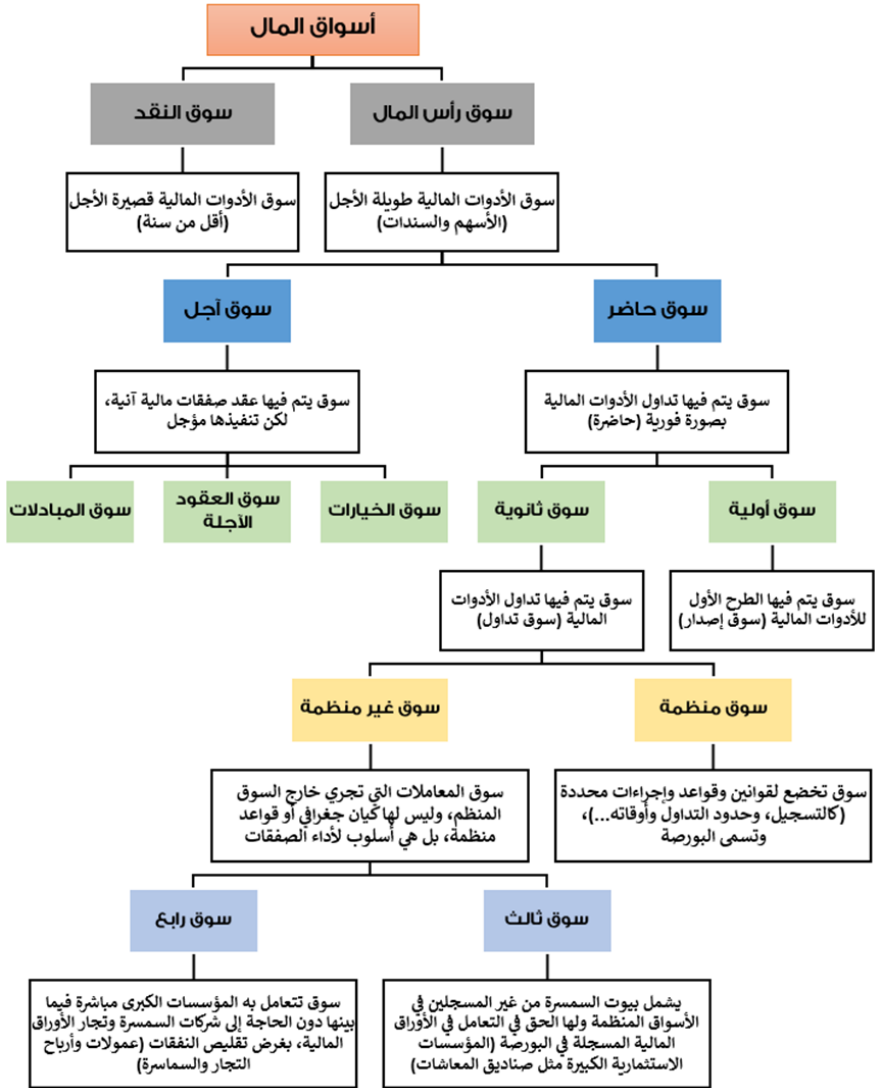 أسواق المال
سوق رأس المال
سوق النقد
سوق الأدوات المالية طويلة الأجل
(الأسهم والسندات)
سوق الأدوات المالية قصيرة الأجل
(أقل من سنة)
سوق حاضر
سوق آجل
سوق يتم فيها تداول الأدوات المالية
بصورة فورية (حاضرة)
سوق يتم فيها عقد صفقات مالية آنية،
لكن تنفيذها مؤجل
سوق أولية
سوق ثانوية
سوق الخيارات
سوق العقود
الآجلة
سوق المبادلات
سوق يتم فيها الطرح الأول
للأدوات المالية (سوق إصدار)
سوق يتم فيها تداول الأدوات
المالية (سوق تداول)
سوق منظمة
سوق غير منظمة
سوق تخضع لقوانين وقواعد وإجراءات محددة
(كالتسجيل، وحدود التداول وأوقاته...)،
وتسمى البورصة
سوق المعاملات التي تجري خارج السوق
المنظم، وليس لها كيان جغرافي أو قواعد
منظمة، بل هي أسلوب لأداء الصفقات
سوق ثالث
سوق رابع
يشمل بيوت السمسرة من غير المسجلين في
الأسواق المنظمة ولها الحق في التعامل في الأوراق
المالية المسجلة في البورصة (المؤسسات
الاستثمارية الكبيرة مثل صناديق المعاشات)
سوق تتعامل به المؤسسات الكبرى مباشرة فيما
بينها دون الحاجة إلى شركات السمسرة وتجار الأوراق
المالية، بغرض تقليص النفقات (عمولات وأرباح
التجار والسماسرة)